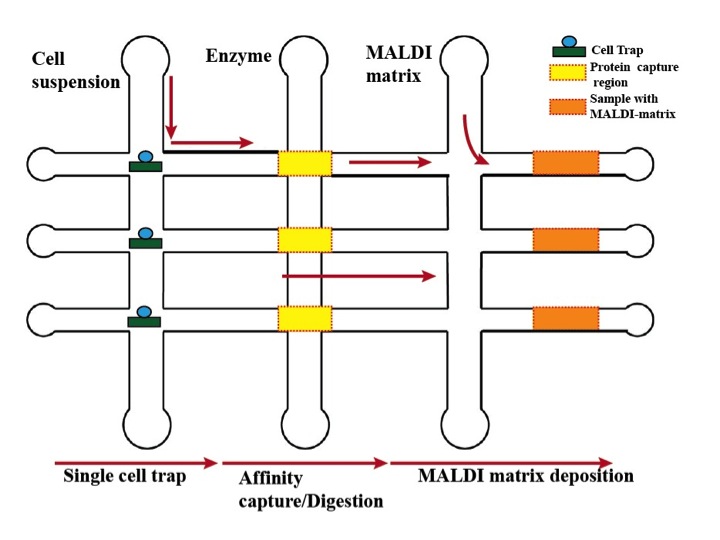 Cell
suspension
Enzyme
MALDI
matrix
Cell Trap
Protein capture
region
Sample with
MALDI-matrix
Single cell trap
Affinity
capture/Digestion
MALDI matrix deposition